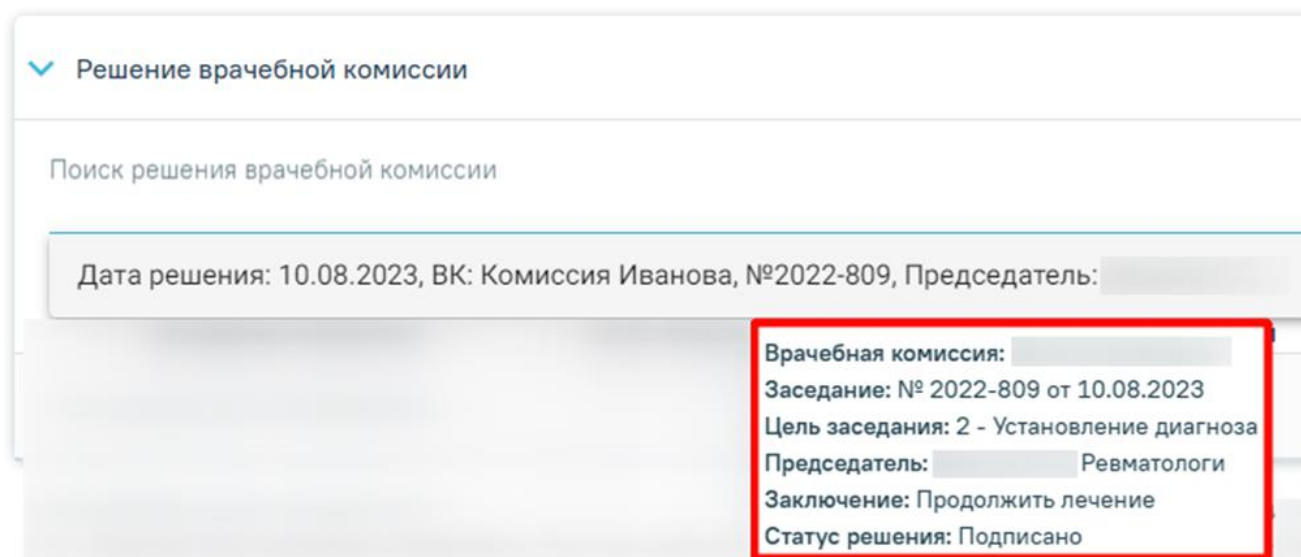 Решение врачебной комиссии
Поиск решения врачебной комиссии
Дата решения: 10.08.2023, ВК: Комиссия Иванова, №2022-809, Председатель:
Врачебная комиссия:
Заседание: № 2022-809 от 10.08.2023
Цель заседания: 2 - Установление диагноза
Председатель: Ревматологи
Заключение: Продолжить лечение
Статус решения: Подписано